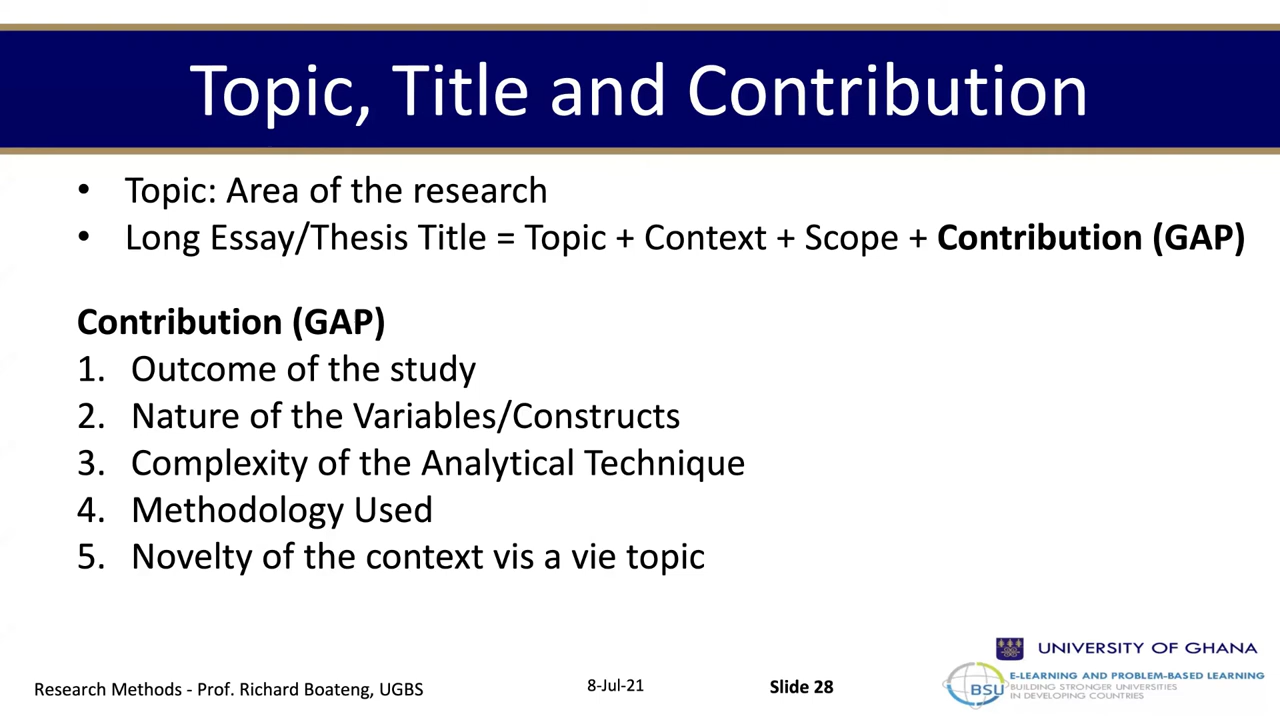 Topic, Title and Contribution
• Topic: Area of the research
• Long Essay/Thesis Title = Topic + Context + Scope + Contribution (GAP)
Contribution (GAP)
1. Outcome of the study
2. Nature of the Variables/Constructs
3. Complexity of the Analytical Technique
4. Methodology Used
5. Novelty of the context vis a vie topic
UNIVERSITY OF GHANA
Research Methods - Prof. Richard Boateng, UGBS
8-Jul-21
Slide 28
BSU
E-LEARNING AND PROBLEM-BASED LEARNING
BUILDING STRONGER UNIVERSITIES
IN DEVELOPING COUNTRIES